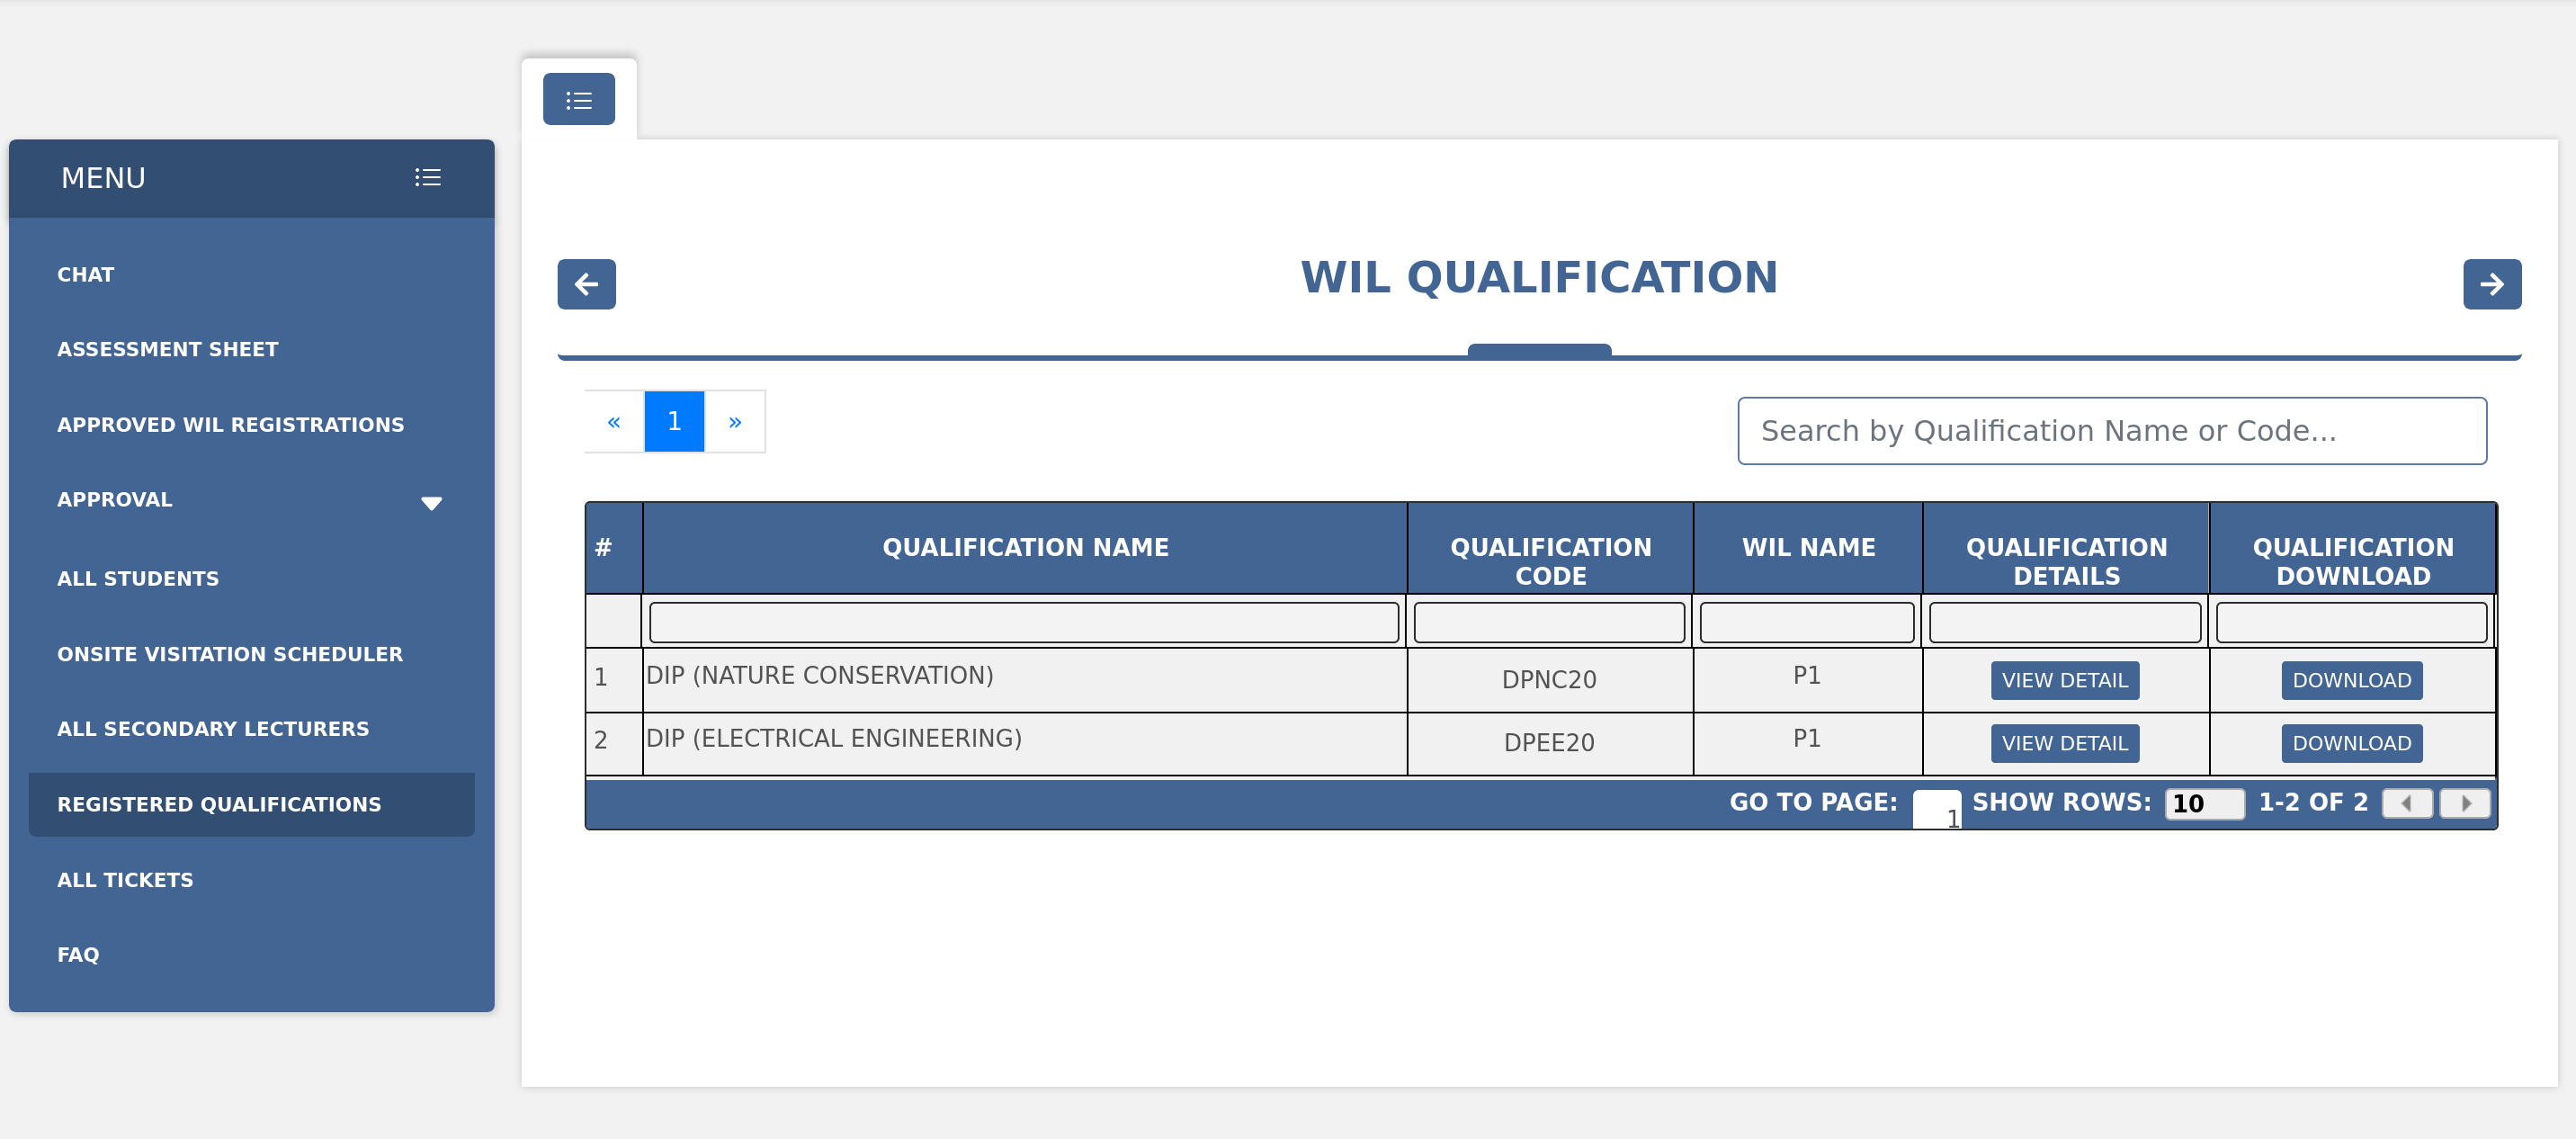 MENU
CHAT
ASSESSMENT SHEET
APPROVED WIL REGISTRATIONS
APPROVAL
ALL STUDENTS
ONSITE VISITATION SCHEDULER
ALL SECONDARY LECTURERS
REGISTERED QUALIFICATIONS
ALL TICKETS
FAQ
WIL QUALIFICATION
« 1 »
Search by Qualification Name or Code...
# QUALIFICATION NAME QUALIFICATION CODE WIL NAME QUALIFICATION DETAILS QUALIFICATION DOWNLOAD
1 DIP (NATURE CONSERVATION) DPNC20 P1 VIEW DETAIL DOWNLOAD
2 DIP (ELECTRICAL ENGINEERING) DPEE20 P1 VIEW DETAIL DOWNLOAD
GO TO PAGE: 1 SHOW ROWS: 10 1-2 OF 2